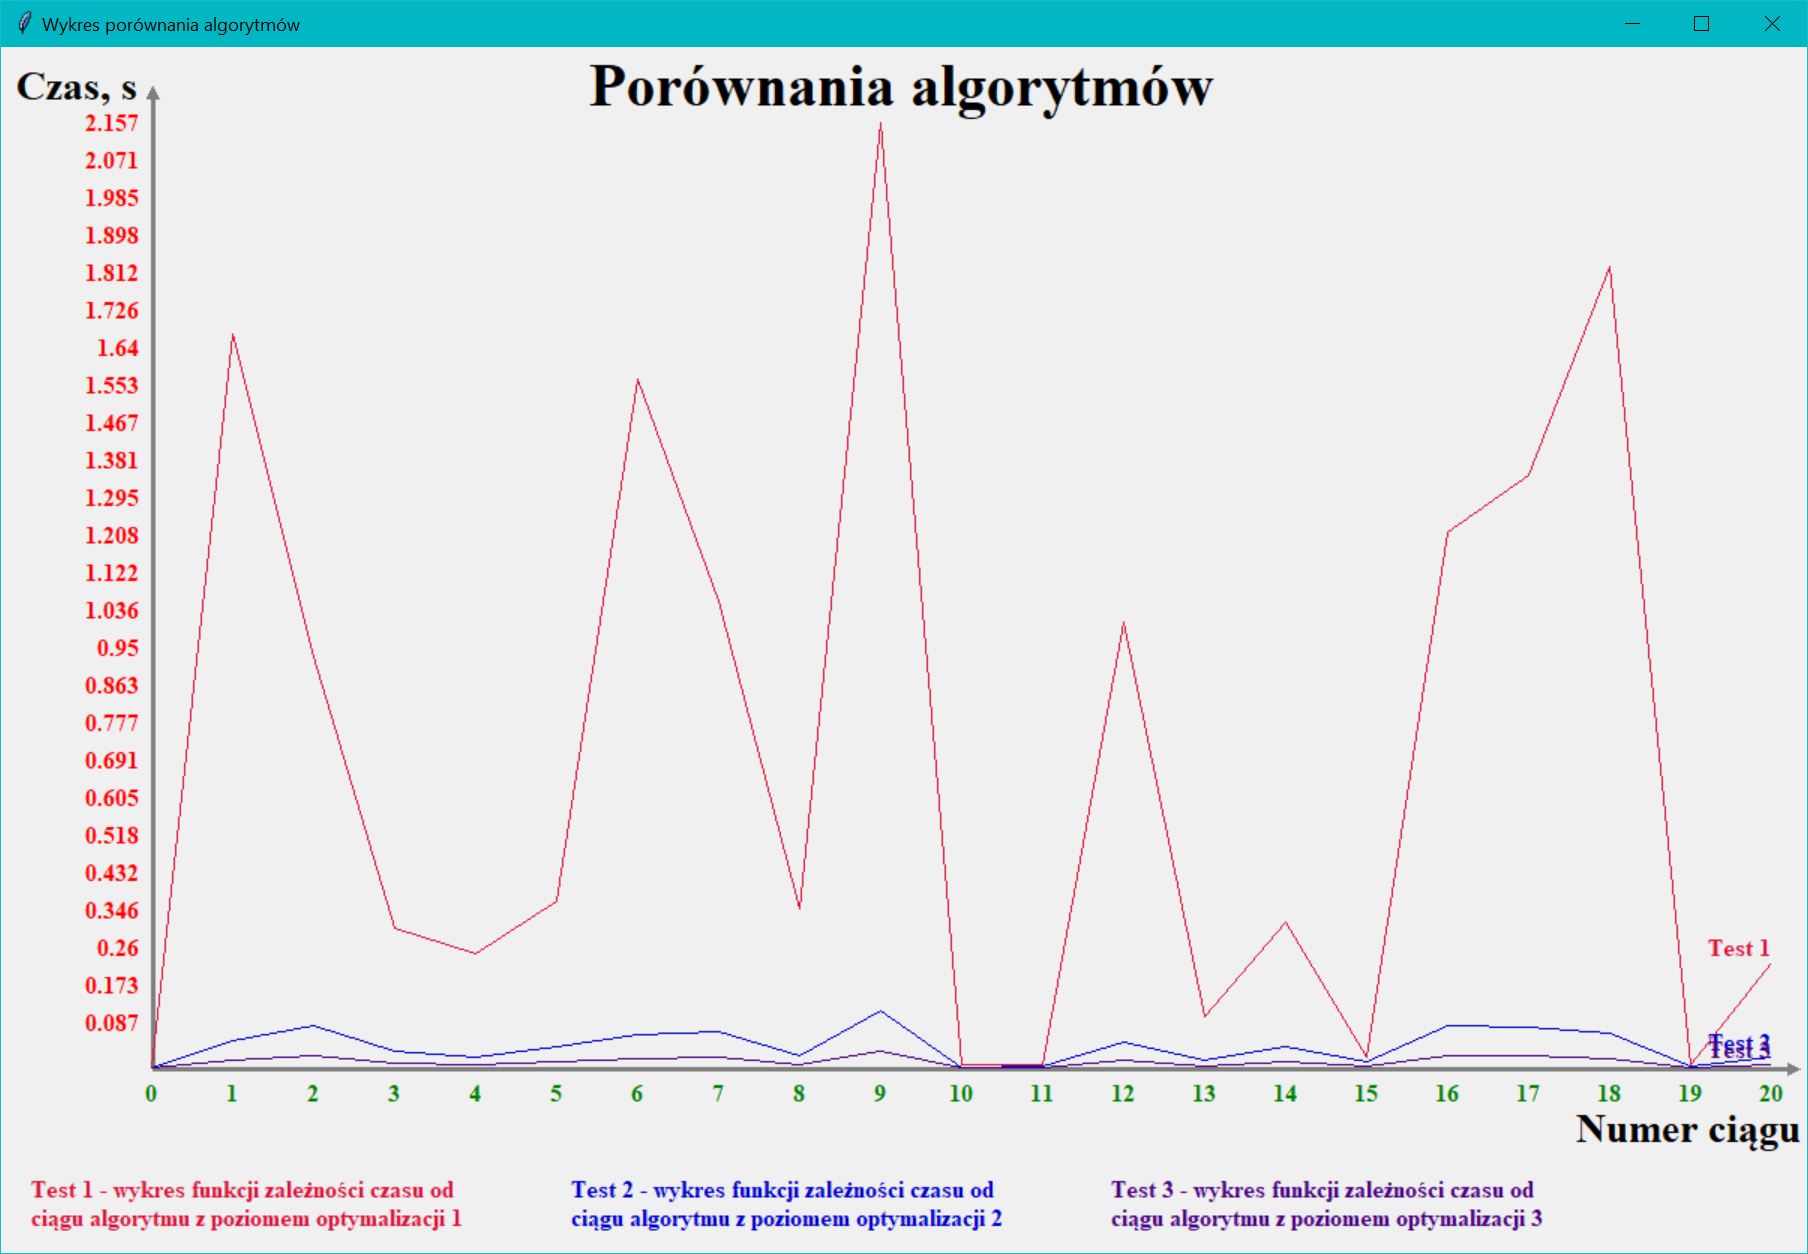 Wykres porównania algorytmów
Porównania algorytmów
Czas, s
2.157
2.071
1.985
1.898
1.812
1.726
1.64
1.553
1.467
1.381
1.295
1.208
1.122
1.036
0.95
0.863
0.777
0.691
0.605
0.518
0.432
0.346
0.26
0.173
0.087
Test 1
Test 2
Test 3
0 1 2 3 4 5 6 7 8 9 10 11 12 13 14 15 16 17 18 19 20
Numer ciągu
Test 1 - wykres funkcji zależności czasu od
ciągu algorytmu z poziomem optymalizacji 1
Test 2 - wykres funkcji zależności czasu od
ciągu algorytmu z poziomem optymalizacji 2
Test 3 - wykres funkcji zależności czasu od
ciągu algorytmu z poziomem optymalizacji 3